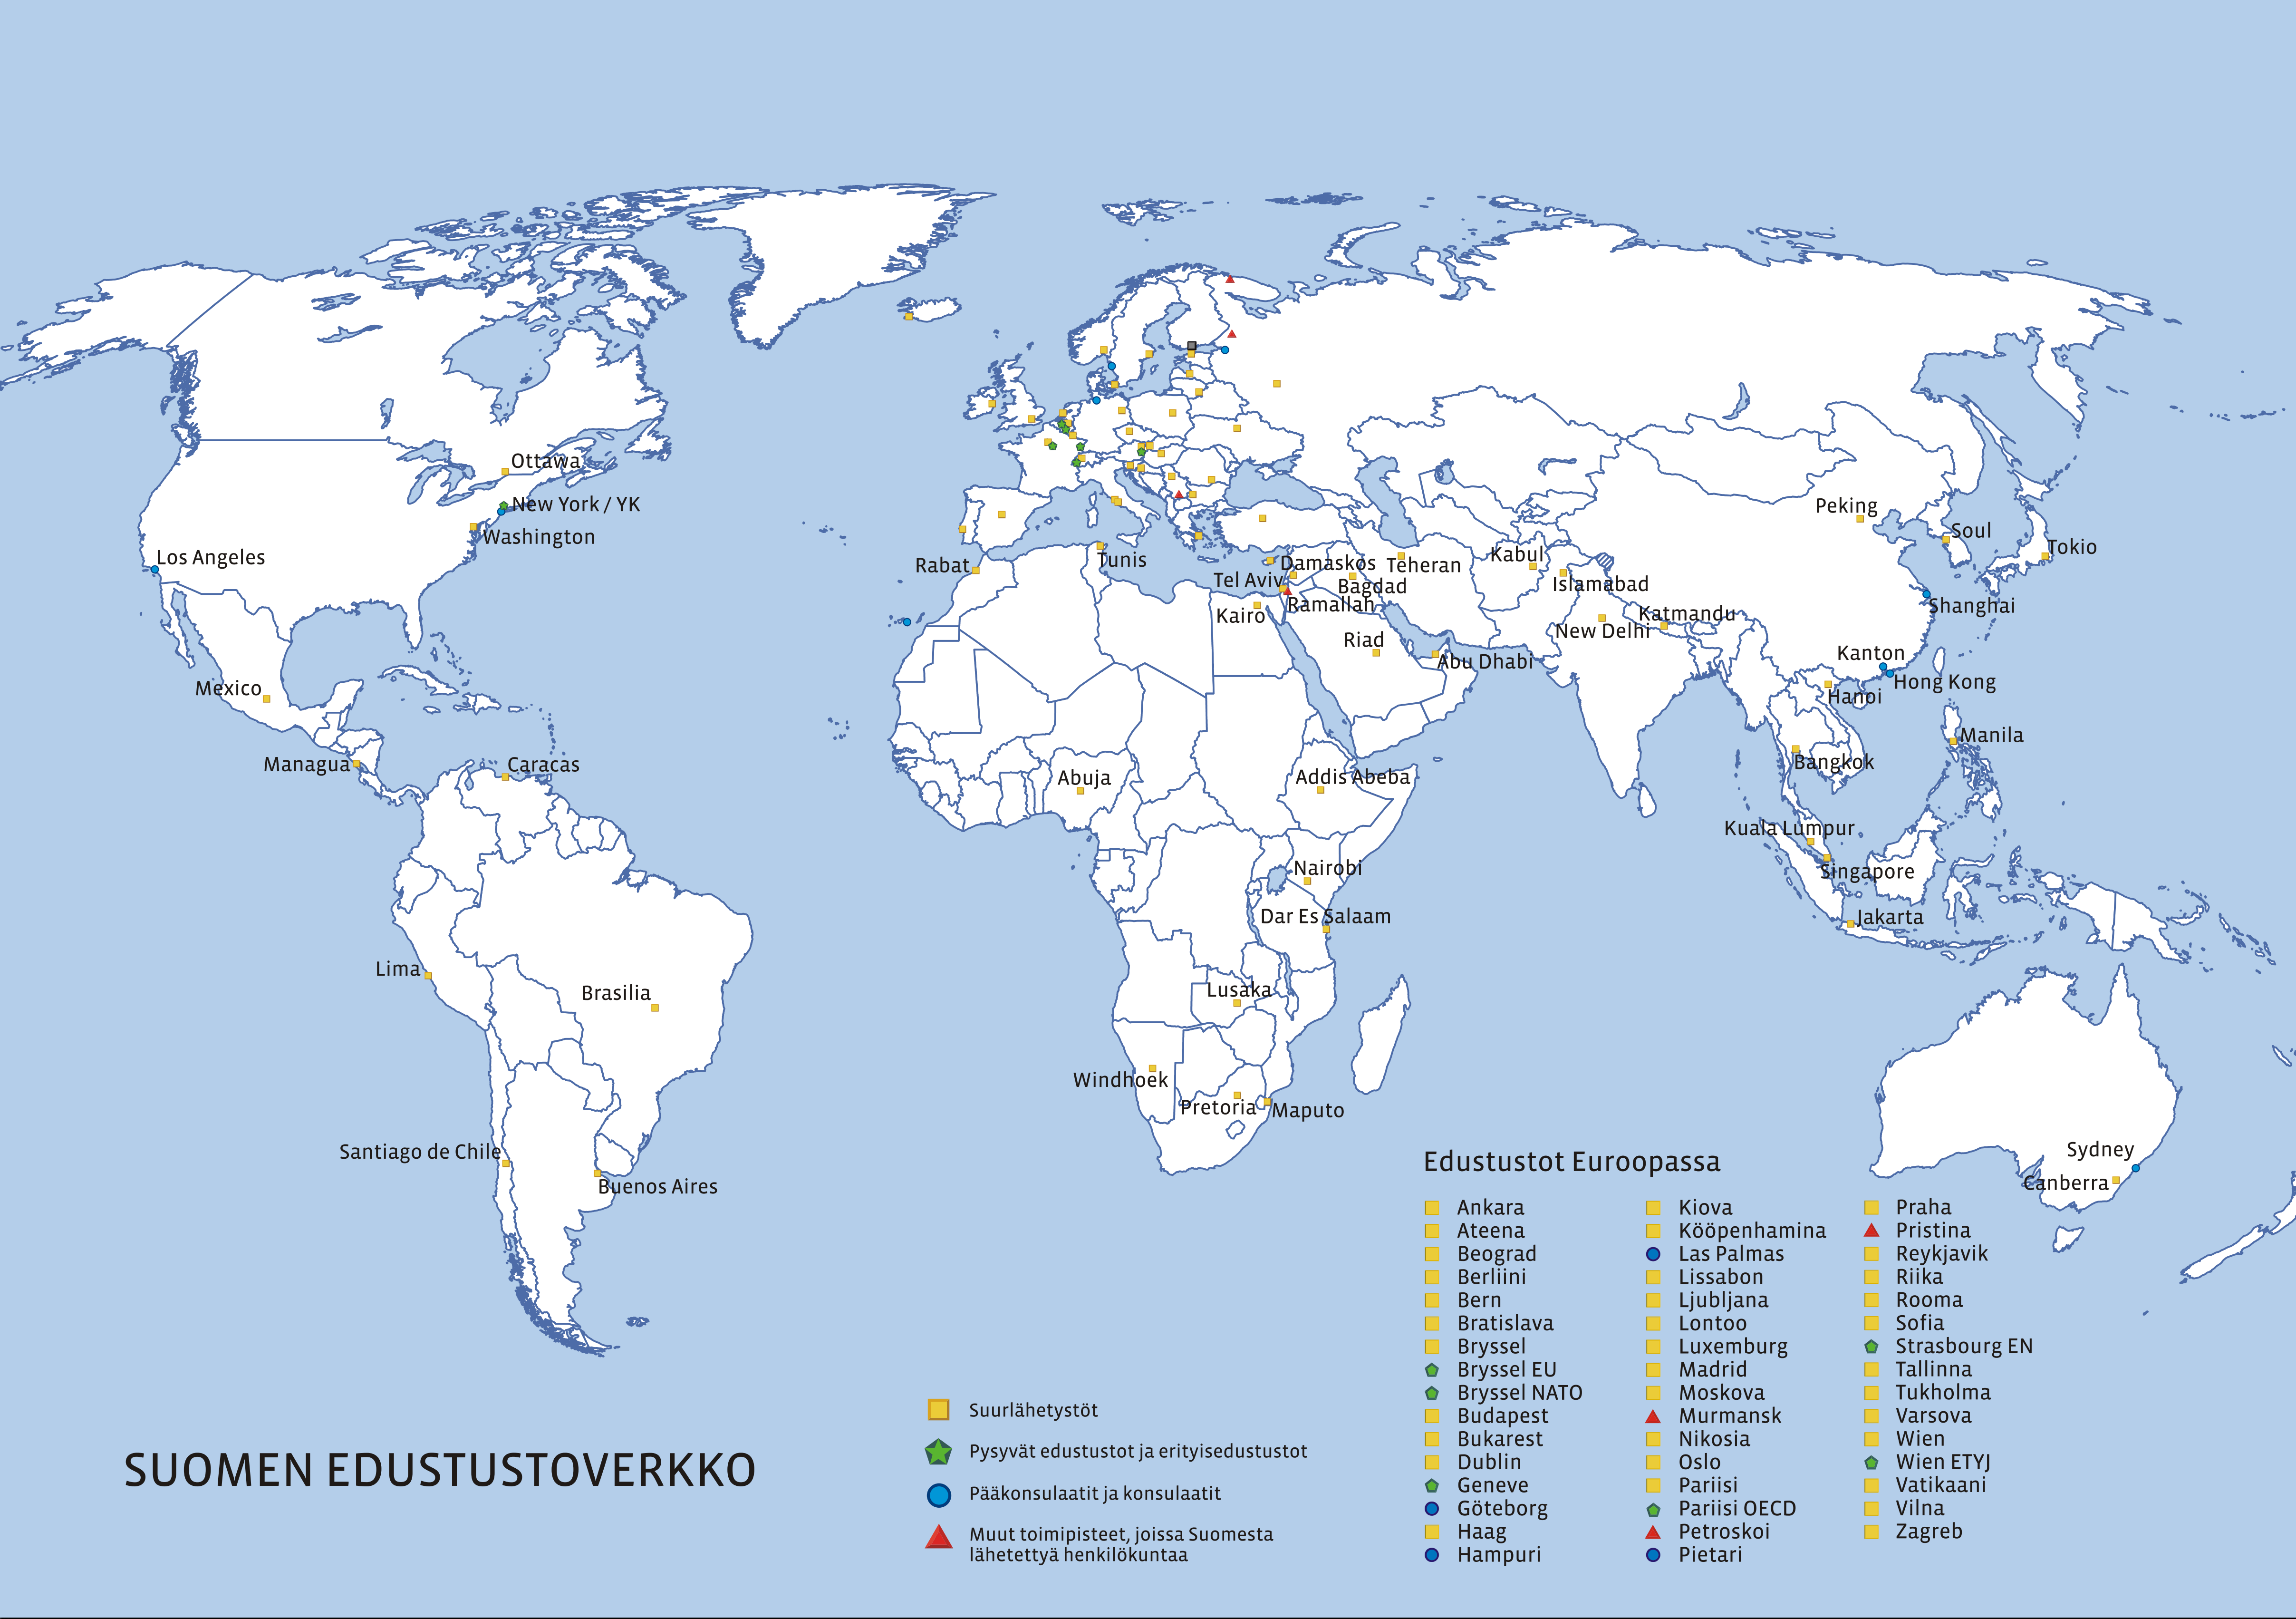 Ottawa
New York / YK
Washington
Los Angeles
Mexico
Managua
Caracas
Lima
Brasilia
Santiago de Chile
Buenos Aires
Rabat
Tunis
Damaskos
Teheran
Tel Aviv
Bagdad
Ramallah
Kairo
Riad
Abu Dhabi
Kabul
Islamabad
New Delhi
Katmandu
Peking
Soul
Tokio
Shanghai
Kanton
Hong Kong
Hanoi
Manila
Bangkok
Kuala Lumpur
Singapore
Jakarta
Abuja
Addis Abeba
Nairobi
Dar Es Salaam
Lusaka
Windhoek
Pretoria
Maputo
Sydney
Canberra
Edustustot Euroopassa
Ankara
Ateena
Beograd
Berliini
Bern
Bratislava
Bryssel
Bryssel EU
Bryssel NATO
Budapest
Bukarest
Dublin
Geneve
Göteborg
Haag
Hampuri
Kiova
Kööpenhamina
Las Palmas
Lissabon
Ljubljana
Lontoo
Luxemburg
Madrid
Moskova
Murmansk
Nikosia
Oslo
Pariisi
Pariisi OECD
Petroskoi
Pietari
Praha
Pristina
Reykjavik
Riika
Rooma
Sofia
Strasbourg EN
Tallinna
Tukholma
Varsova
Wien
Wien ETYJ
Vatikaani
Vilna
Zagreb
Suurlähetystöt
Pysyvät edustustot ja erityisedustustot
Pääkonsulaatit ja konsulaatit
Muut toimipisteet, joissa Suomesta
lähetettyä henkilökuntaa
SUOMEN EDUSTUSTOVERKKO